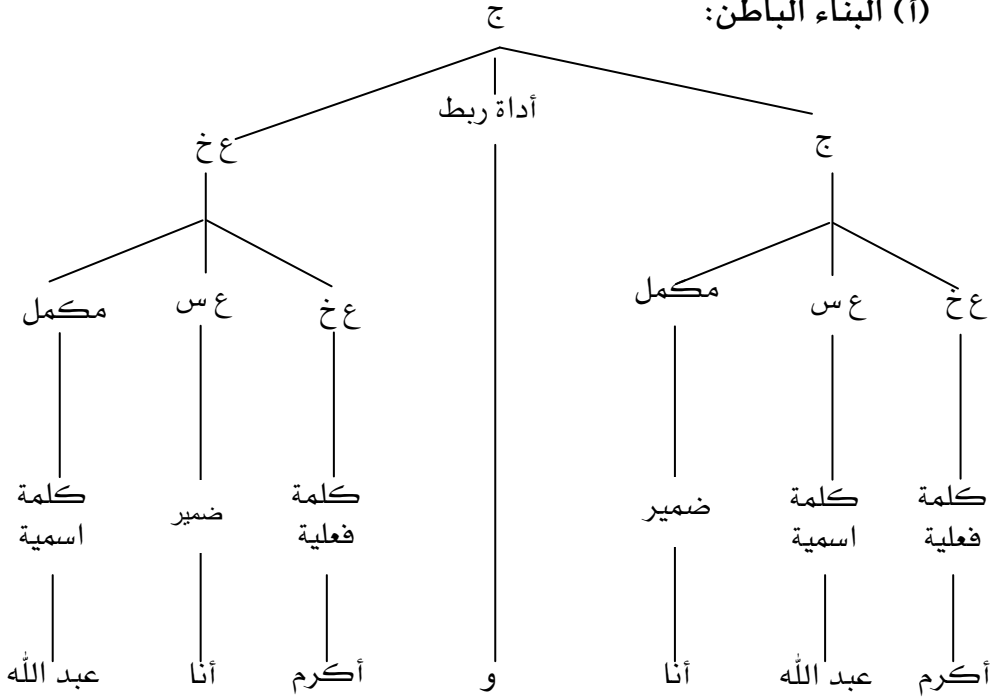 (أ) البناء الباطن:
ج
أداة ربط
ج
ع خ
ع خ
ع س
مكمل
ع خ
ع س
مكمل
كلمة
فعلية
كلمة
اسمية
ضمير
كلمة
فعلية
ضمير
كلمة
اسمية
أكرم
عبد الله
أنا
و
أكرم
أنا
عبد الله